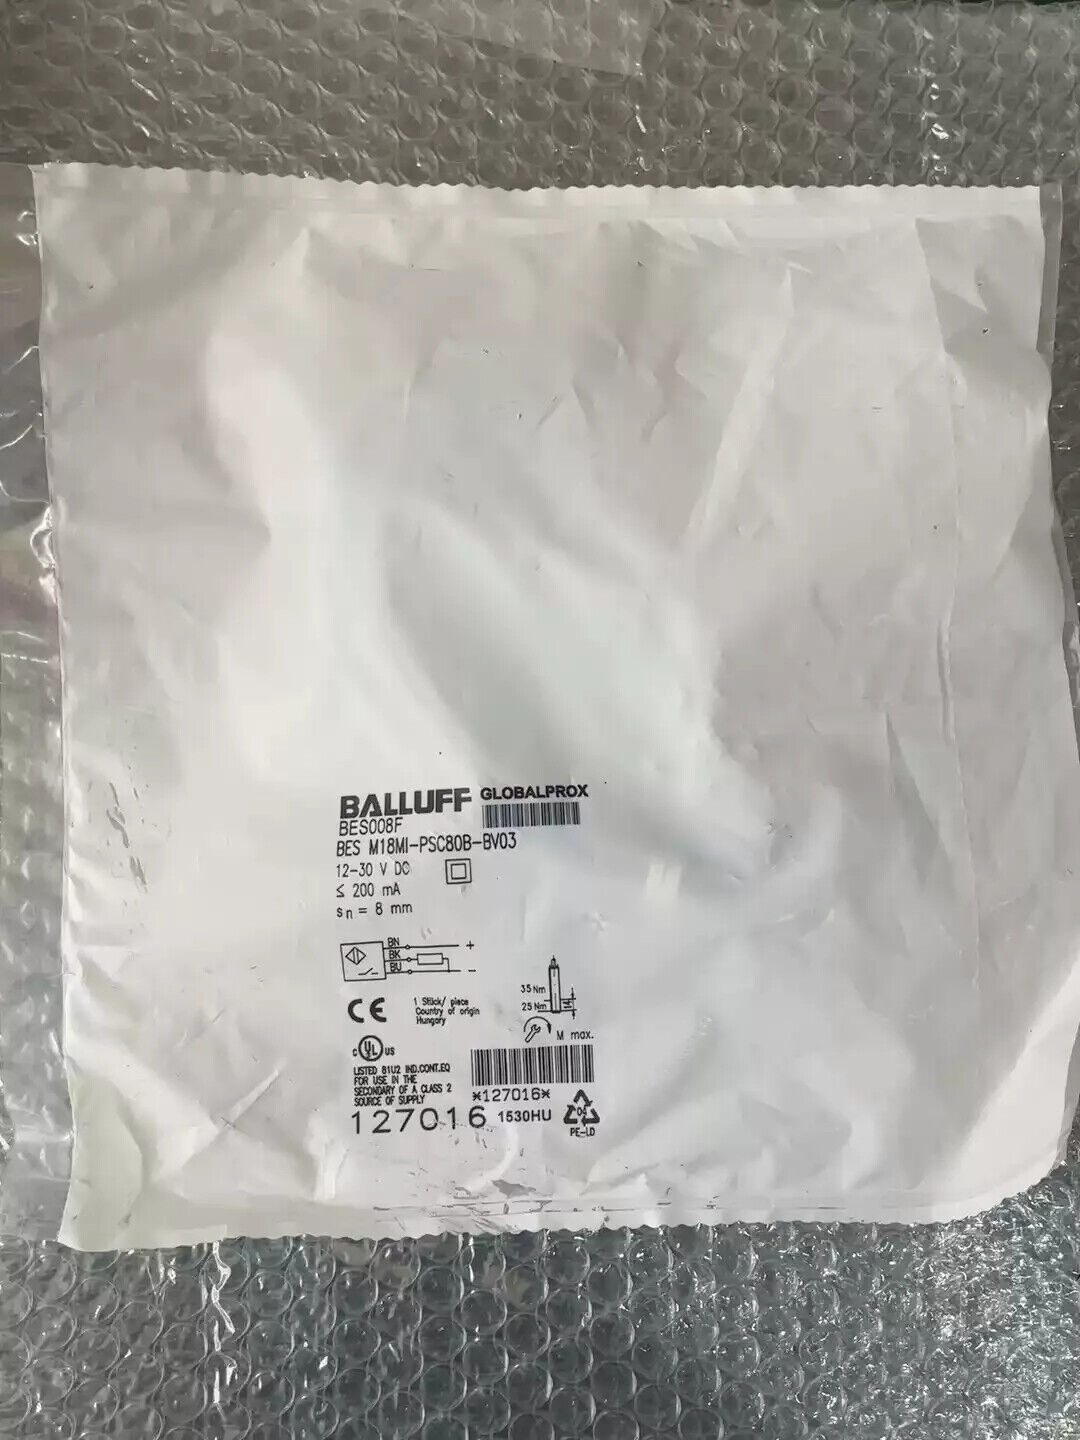 BALLUFF GLOBALPROX
BES008F
BES M18MI-PSC80B-BV03
12-30 V DC
≤ 200 mA
sn = 8 mm
BN +
BK
BU -
35 Nm
25 Nm
M max.
CE
1 Stück/ piece
Country of origin
Hungary
c UL us
LISTED 81U2 IND.CONT.EQ
FOR USE IN THE
SECONDARY OF A CLASS 2
SOURCE OF SUPPLY
*127016*
127016 1530HU
04
PE-LD